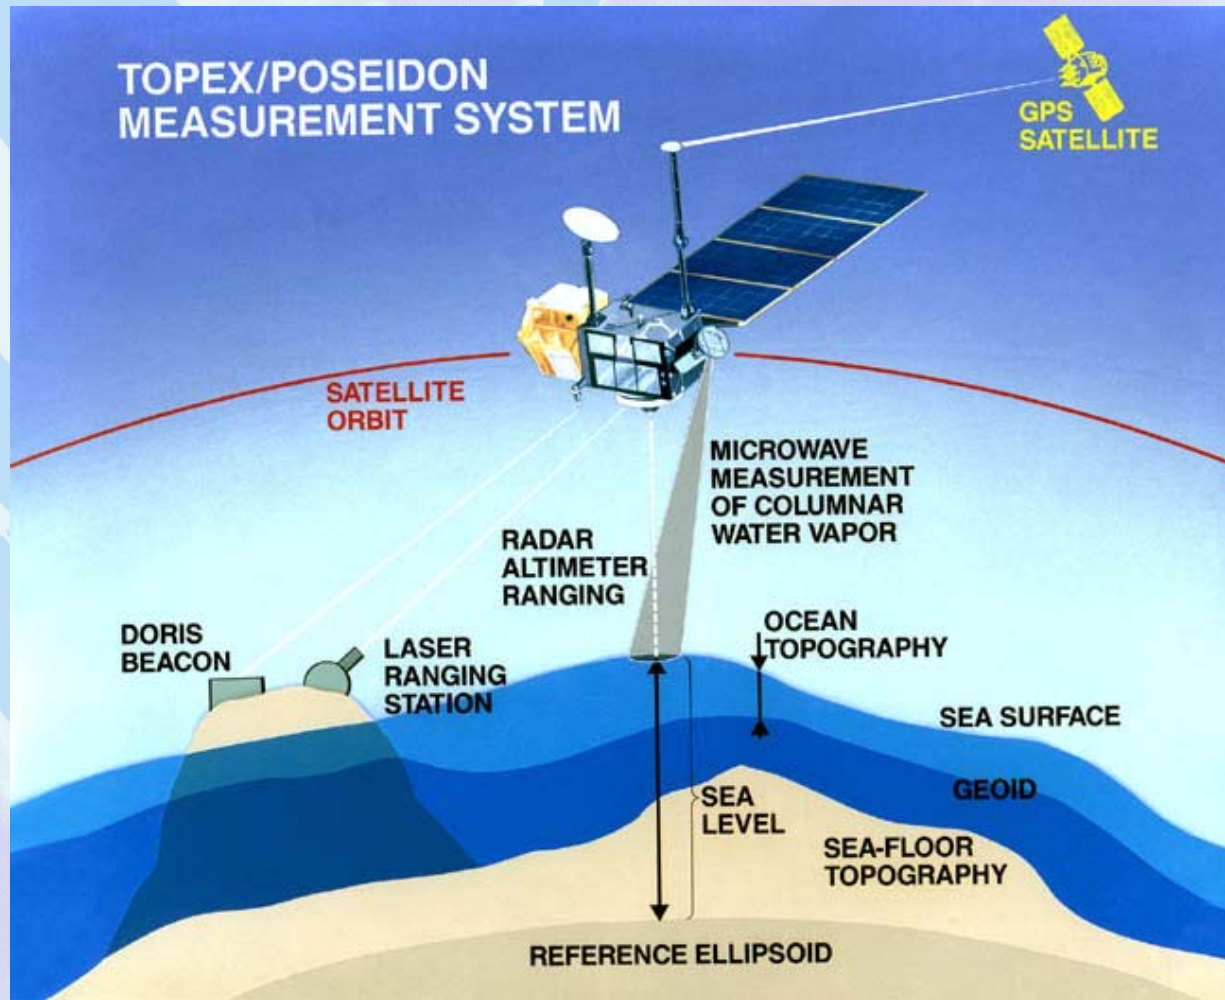 TOPEX/POSEIDON
MEASUREMENT SYSTEM
GPS
SATELLITE
SATELLITE
ORBIT
MICROWAVE
MEASUREMENT
OF COLUMNAR
WATER VAPOR
RADAR
ALTIMETER
RANGING
DORIS
BEACON
LASER
RANGING
STATION
OCEAN
TOPOGRAPHY
SEA SURFACE
GEOID
SEA
LEVEL
SEA-FLOOR
TOPOGRAPHY
REFERENCE ELLIPSOID